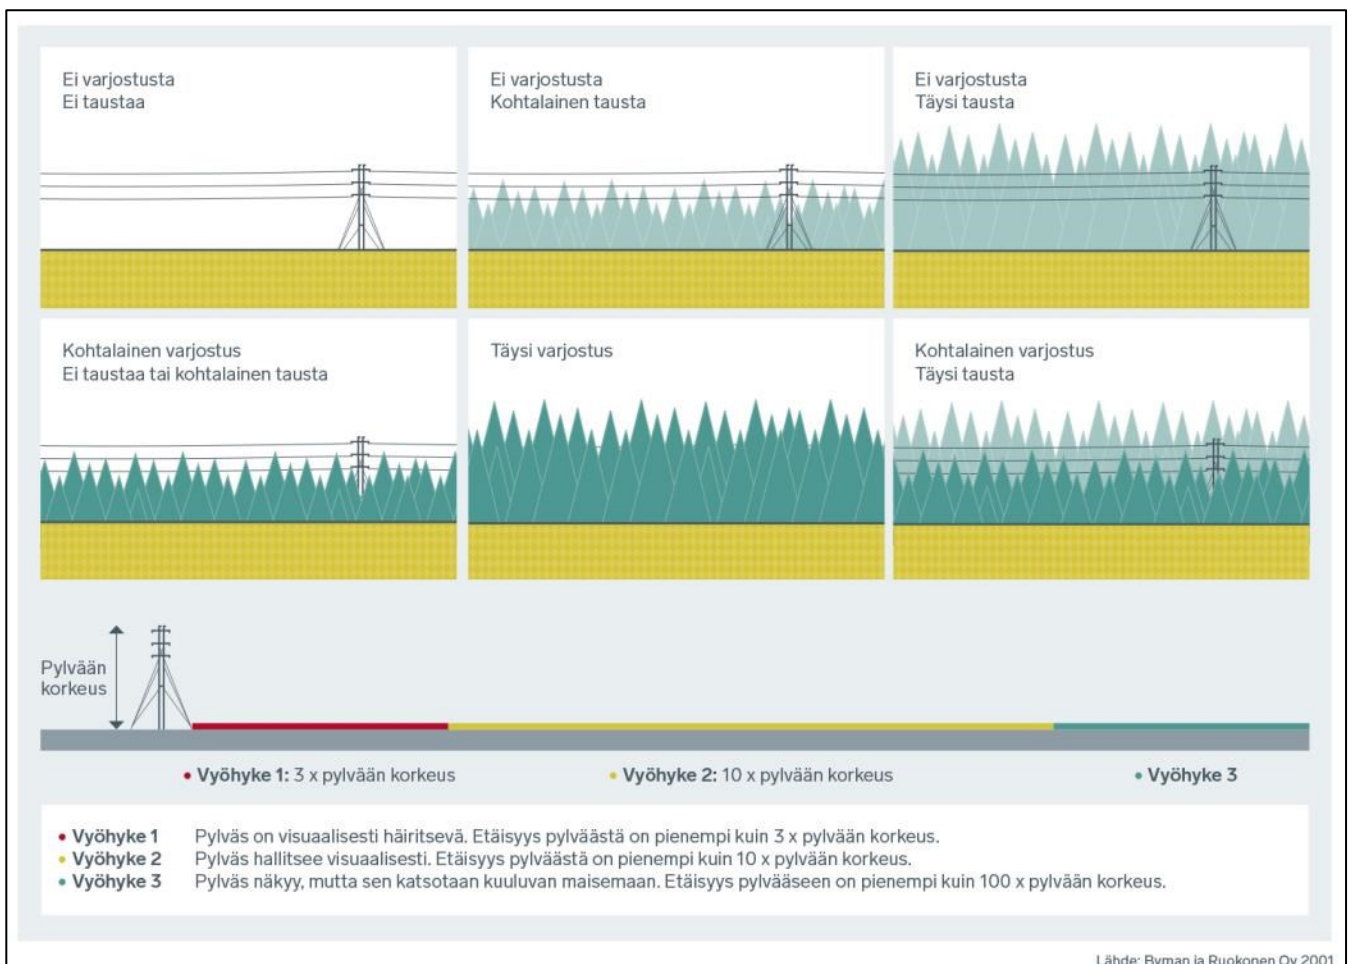 Ei varjostusta
Ei taustaa
Ei varjostusta
Kohtalainen tausta
Ei varjostusta
Täysi tausta
Kohtalainen varjostus
Ei taustaa tai kohtalainen tausta
Täysi varjostus
Kohtalainen varjostus
Täysi tausta
Pylvään
korkeus
• Vyöhyke 1: 3 x pylvään korkeus
• Vyöhyke 2: 10 x pylvään korkeus
• Vyöhyke 3
• Vyöhyke 1 Pylväs on visuaalisesti häiritsevä. Etäisyys pylväästä on pienempi kuin 3 x pylvään korkeus.
• Vyöhyke 2 Pylväs hallitsee visuaalisesti. Etäisyys pylväästä on pienempi kuin 10 x pylvään korkeus.
• Vyöhyke 3 Pylväs näkyy, mutta sen katsotaan kuuluvan maisemaan. Etäisyys pylvääseen on pienempi kuin 100 x pylvään korkeus.
Lähde: Byman ja Ruokonen Oy 2001